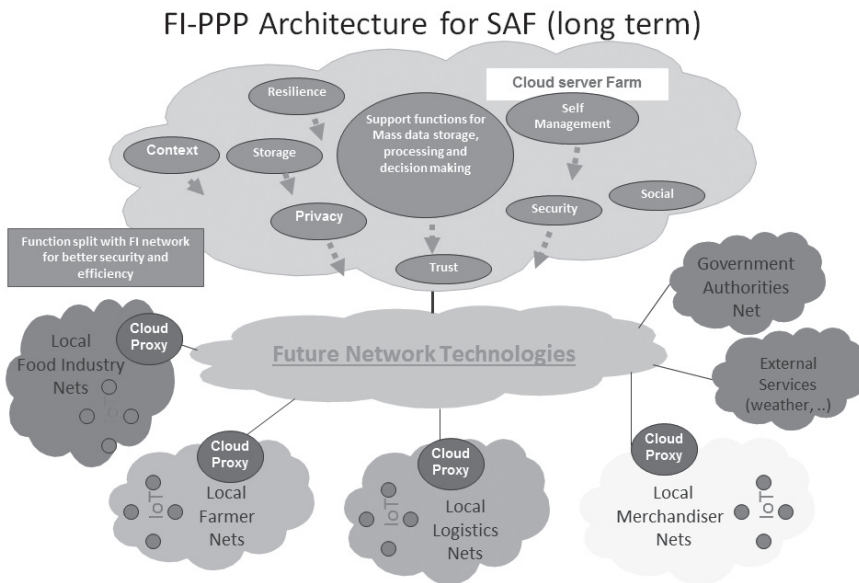 FI-PPP Architecture for SAF (long term)
Cloud server Farm
Resilience
Self
Management
Support functions for
Mass data storage,
processing and
decision making
Context
Storage
Social
Privacy
Security
Trust
Function split with FI network
for better security and
efficiency
Government
Authorities
Net
Cloud
Proxy
Local
Food Industry
Nets
IoT
Future Network Technologies
External
Services
(weather, ..)
Cloud
Proxy
Local
Farmer
Nets
IoT
Cloud
Proxy
Local
Logistics
Nets
IoT
Cloud
Proxy
Local
Merchandiser
Nets
IoT